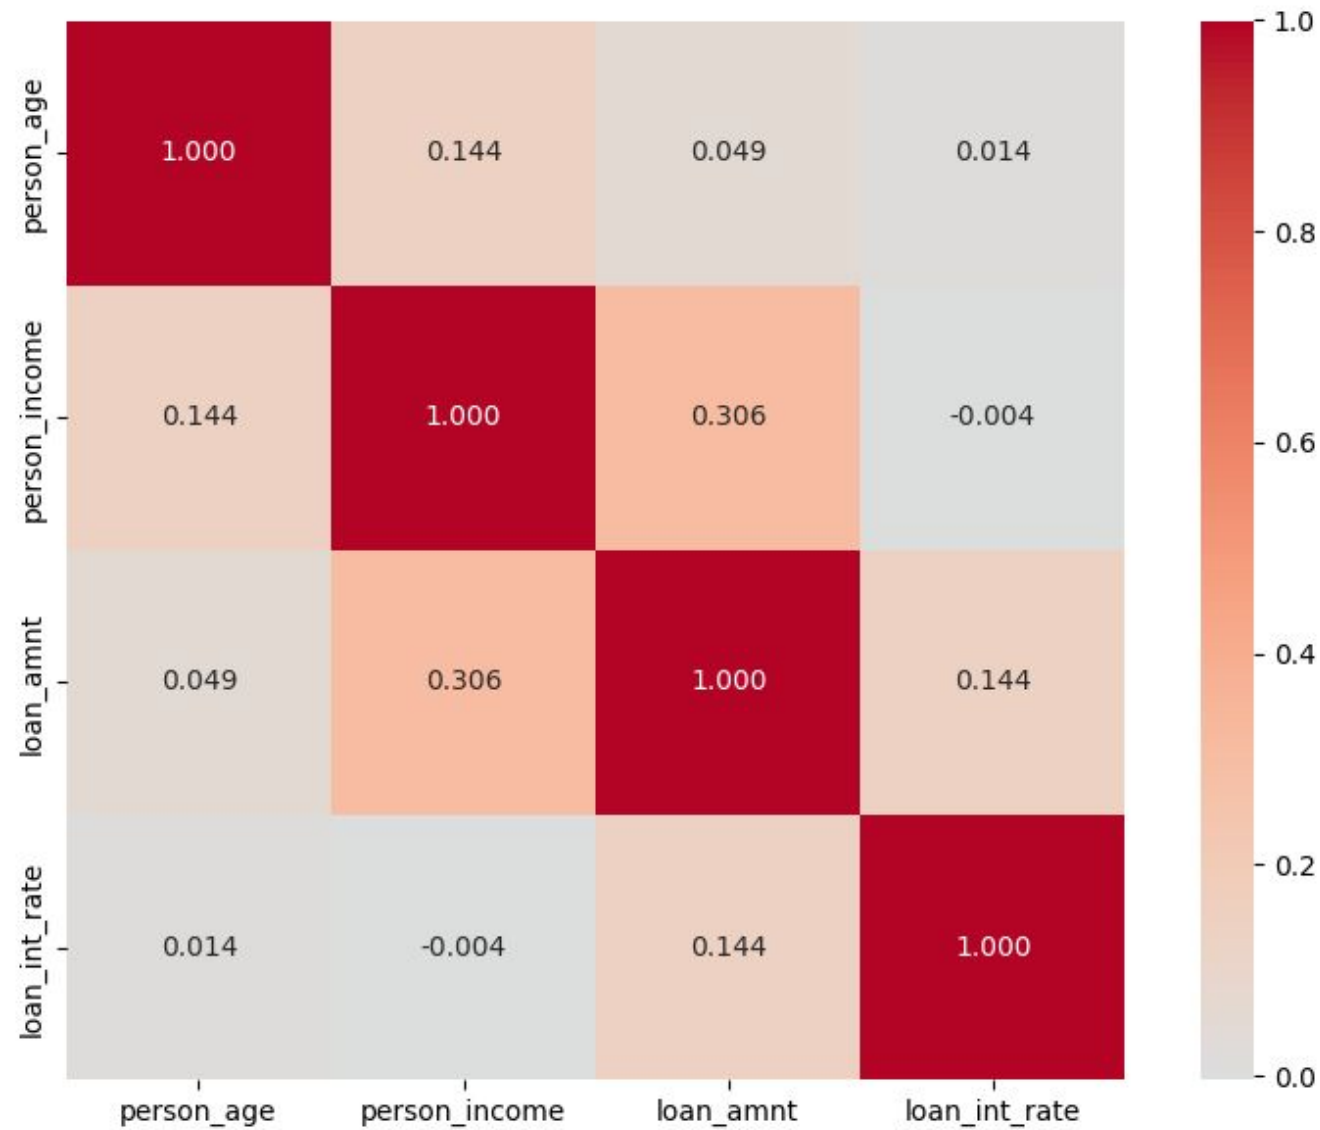 person_age 1.000 0.144 0.049 0.014
person_income 0.144 1.000 0.306 -0.004
loan_amnt 0.049 0.306 1.000 0.144
loan_int_rate 0.014 -0.004 0.144 1.000
person_age person_income loan_amnt loan_int_rate
1.0
0.8
0.6
0.4
0.2
0.0